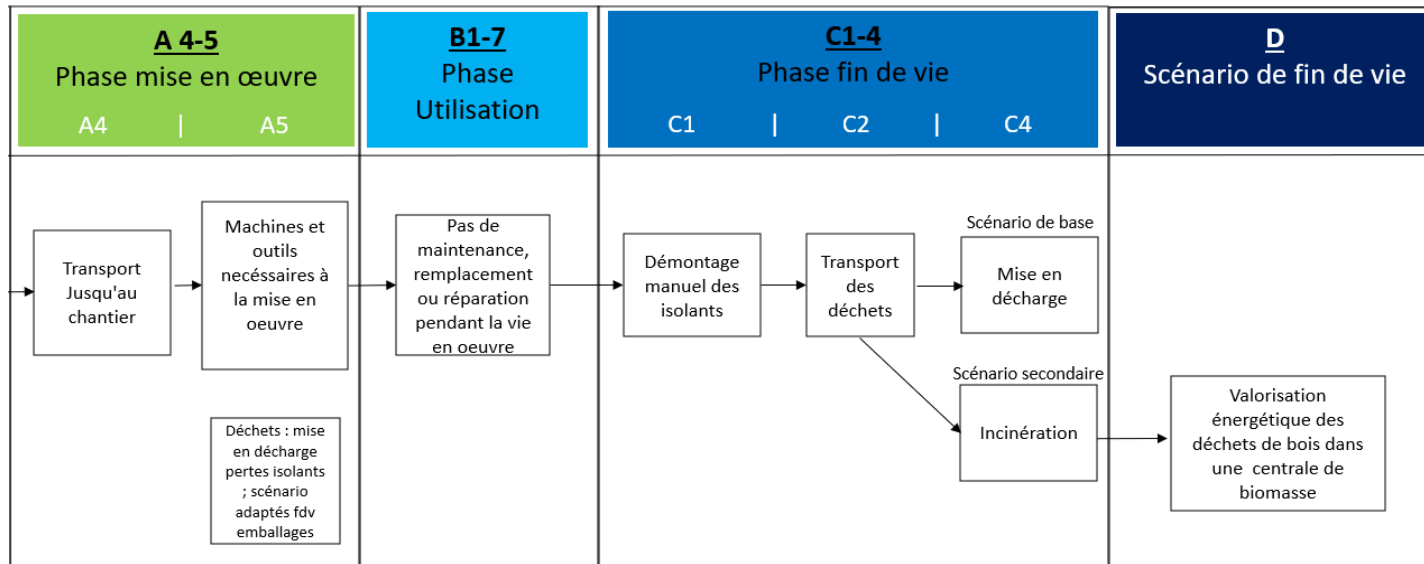 A 4-5
Phase mise en œuvre
A4 | A5
B1-7
Phase
Utilisation
C1-4
Phase fin de vie
C1 | C2 | C4
D
Scénario de fin de vie
Transport
Jusqu'au
chantier
Machines et
outils
necéssaires à
la mise en
oeuvre
Déchets : mise
en décharge
pertes isolants
; scénario
adaptés fdv
emballages
Pas de
maintenance,
remplacement
ou réparation
pendant la vie
en oeuvre
Démontage
manuel des
isolants
Transport
des
déchets
Scénario de base
Mise en
décharge
Scénario secondaire
Incinération
Valorisation
énergétique des
déchets de bois dans
une centrale de
biomasse